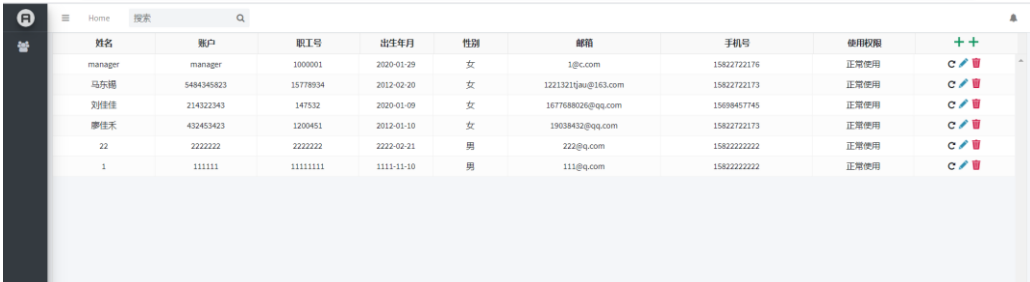 Home 搜索
姓名 账户 职工号 出生年月 性别 邮箱 手机号 使用权限
manager manager 1000001 2020-01-29 女 1@c.com 15822722176 正常使用
马东锡 5484345823 15778934 2012-02-20 女 1221321tjau@163.com 15822722173 正常使用
刘佳佳 214322343 147532 2020-01-09 女 1677688026@qq.com 15698457745 正常使用
廖佳禾 432453423 1200451 2012-01-10 女 19038432@qq.com 15822722173 正常使用
22 2222222 2222222 2222-02-21 男 222@q.com 15822222222 正常使用
1 111111 11111111 1111-11-10 男 111@q.com 15822222222 正常使用